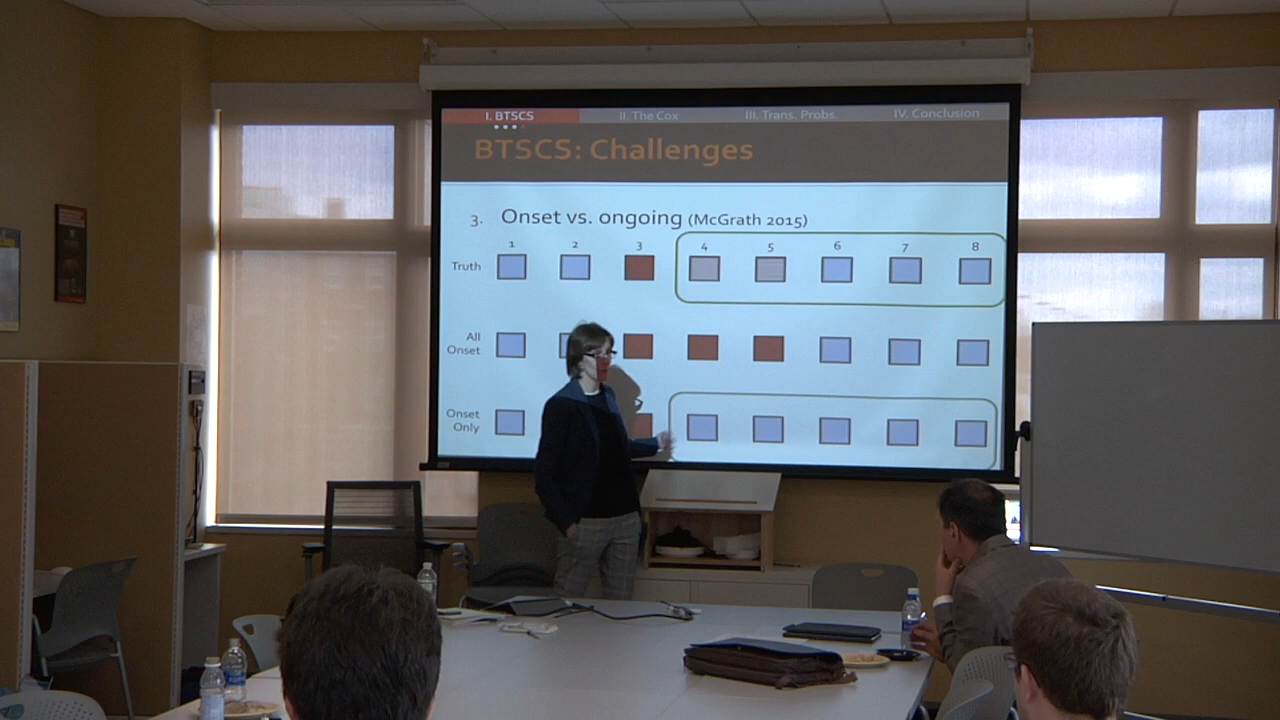 I. BTSCS II. The Cox III. Trans. Probs. IV. Conclusion
BTSCS: Challenges
3. Onset vs. ongoing (McGrath 2015)
1 2 3 4 5 6 7 8
Truth
All
Onset
Onset
Only